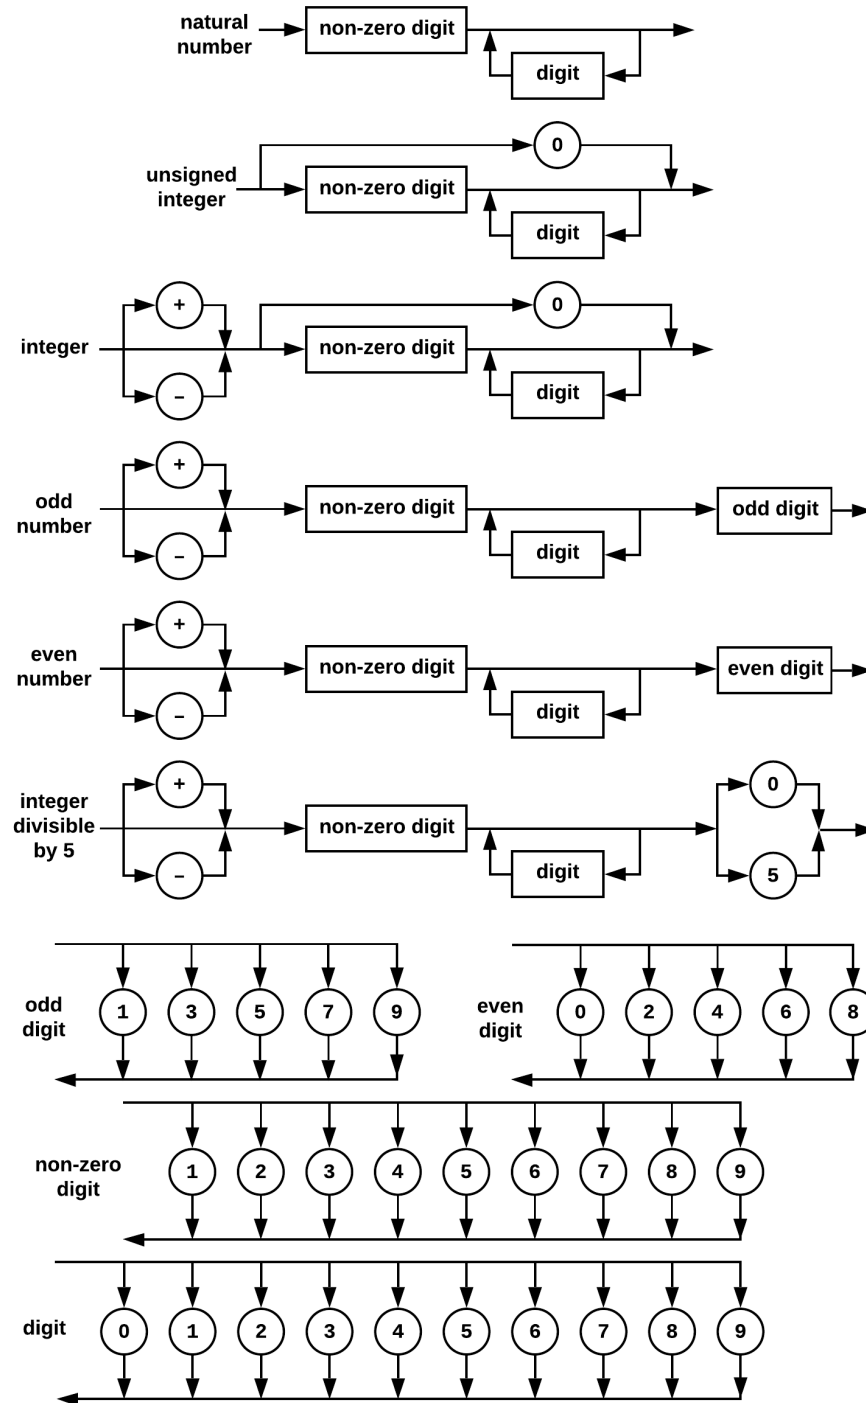 natural
number
non-zero digit
digit
0
unsigned
integer
non-zero digit
digit
+
0
integer
non-zero digit
–
digit
+
odd
number
non-zero digit
odd digit
–
digit
+
even
number
non-zero digit
even digit
–
digit
+
0
integer
divisible
by 5
non-zero digit
–
digit
5
odd
digit
1 3 5 7 9
even
digit
0 2 4 6 8
non-zero
digit
1 2 3 4 5 6 7 8 9
digit
0 1 2 3 4 5 6 7 8 9